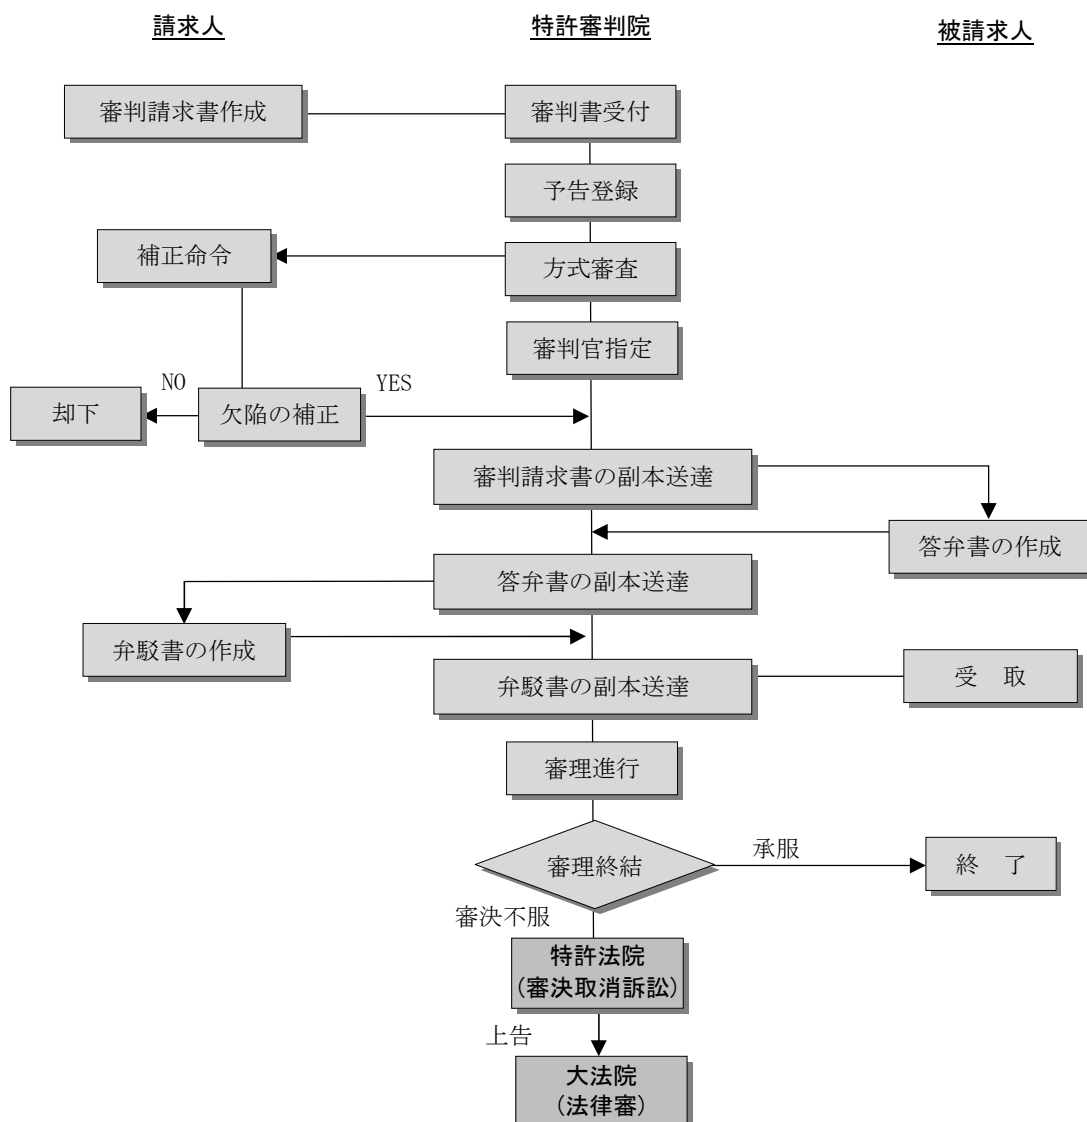 請求人
特許審判院
被請求人
審判請求書作成
審判書受付
予告登録
補正命令
方式審査
審判官指定
NO
YES
却下
欠陥の補正
審判請求書の副本送達
答弁書の作成
答弁書の副本送達
弁駁書の作成
弁駁書の副本送達
受 取
審理進行
審理終結
承服
終 了
審決不服
特許法院
(審決取消訴訟)
上告
大法院
(法律審)